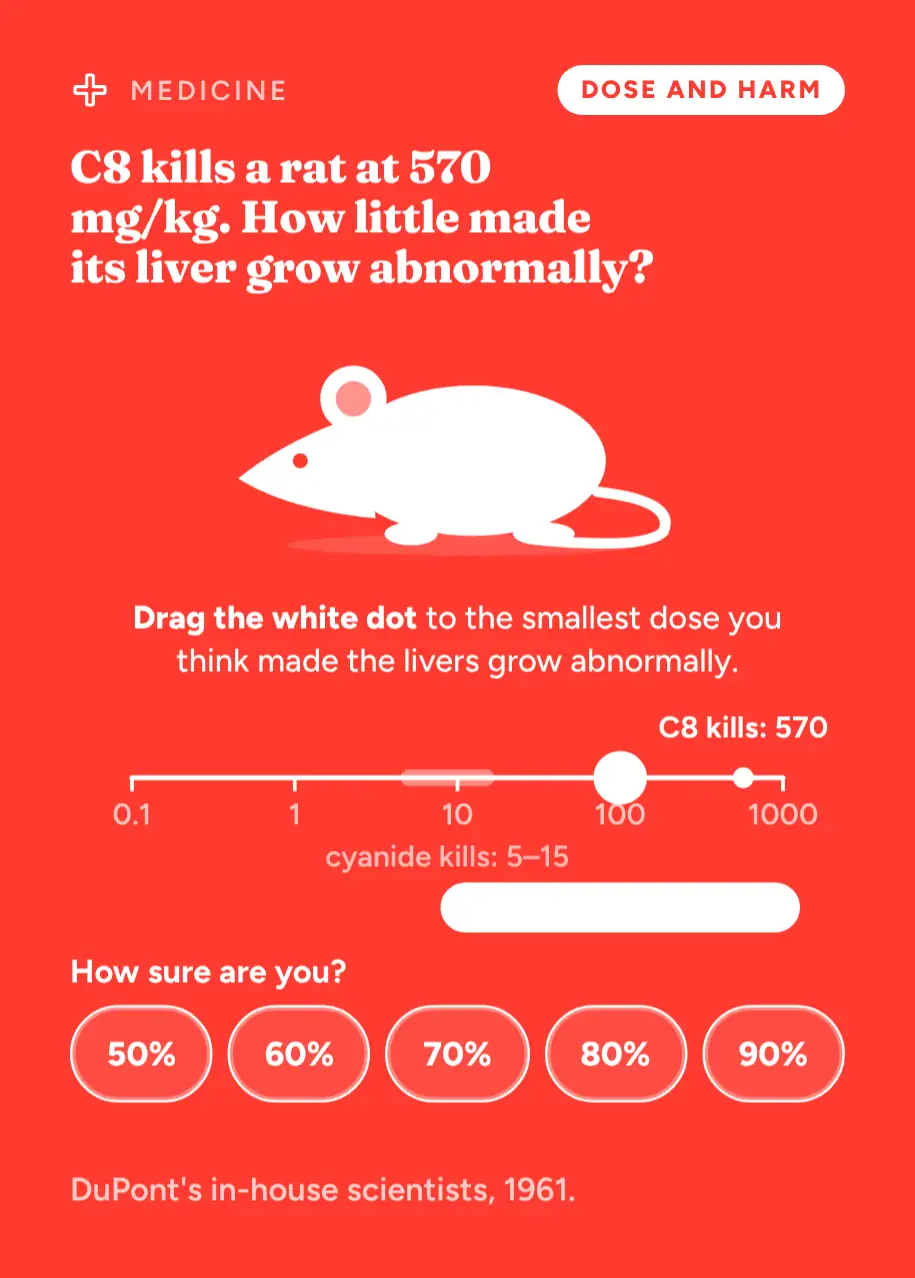 MEDICINE
DOSE AND HARM
C8 kills a rat at 570
mg/kg. How little made
its liver grow abnormally?
Drag the white dot to the smallest dose you
think made the livers grow abnormally.
C8 kills: 570
0.1 1 10 100 1000
cyanide kills: 5–15
How sure are you?
50% 60% 70% 80% 90%
DuPont's in-house scientists, 1961.